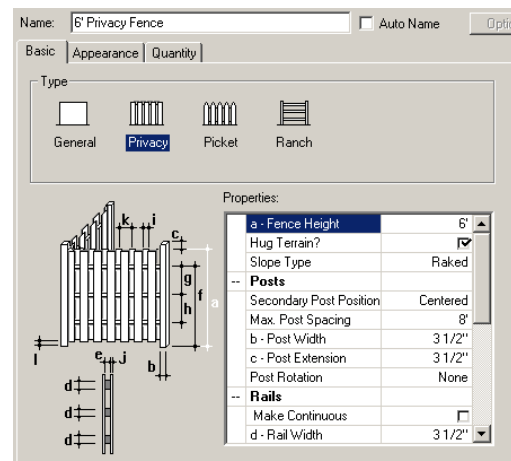 Name: 6' Privacy Fence Auto Name
Basic Appearance Quantity
Type
General Privacy Picket Ranch
Properties:
a - Fence Height 6'
Hug Terrain?
Slope Type Raked
-- Posts
Secondary Post Position Centered
Max. Post Spacing 8'
b - Post Width 3 1/2"
c - Post Extension 3 1/2"
Post Rotation None
-- Rails
Make Continuous
d - Rail Width 3 1/2"
k i
c
g
f
a
h
l
e j
b
d
d
d